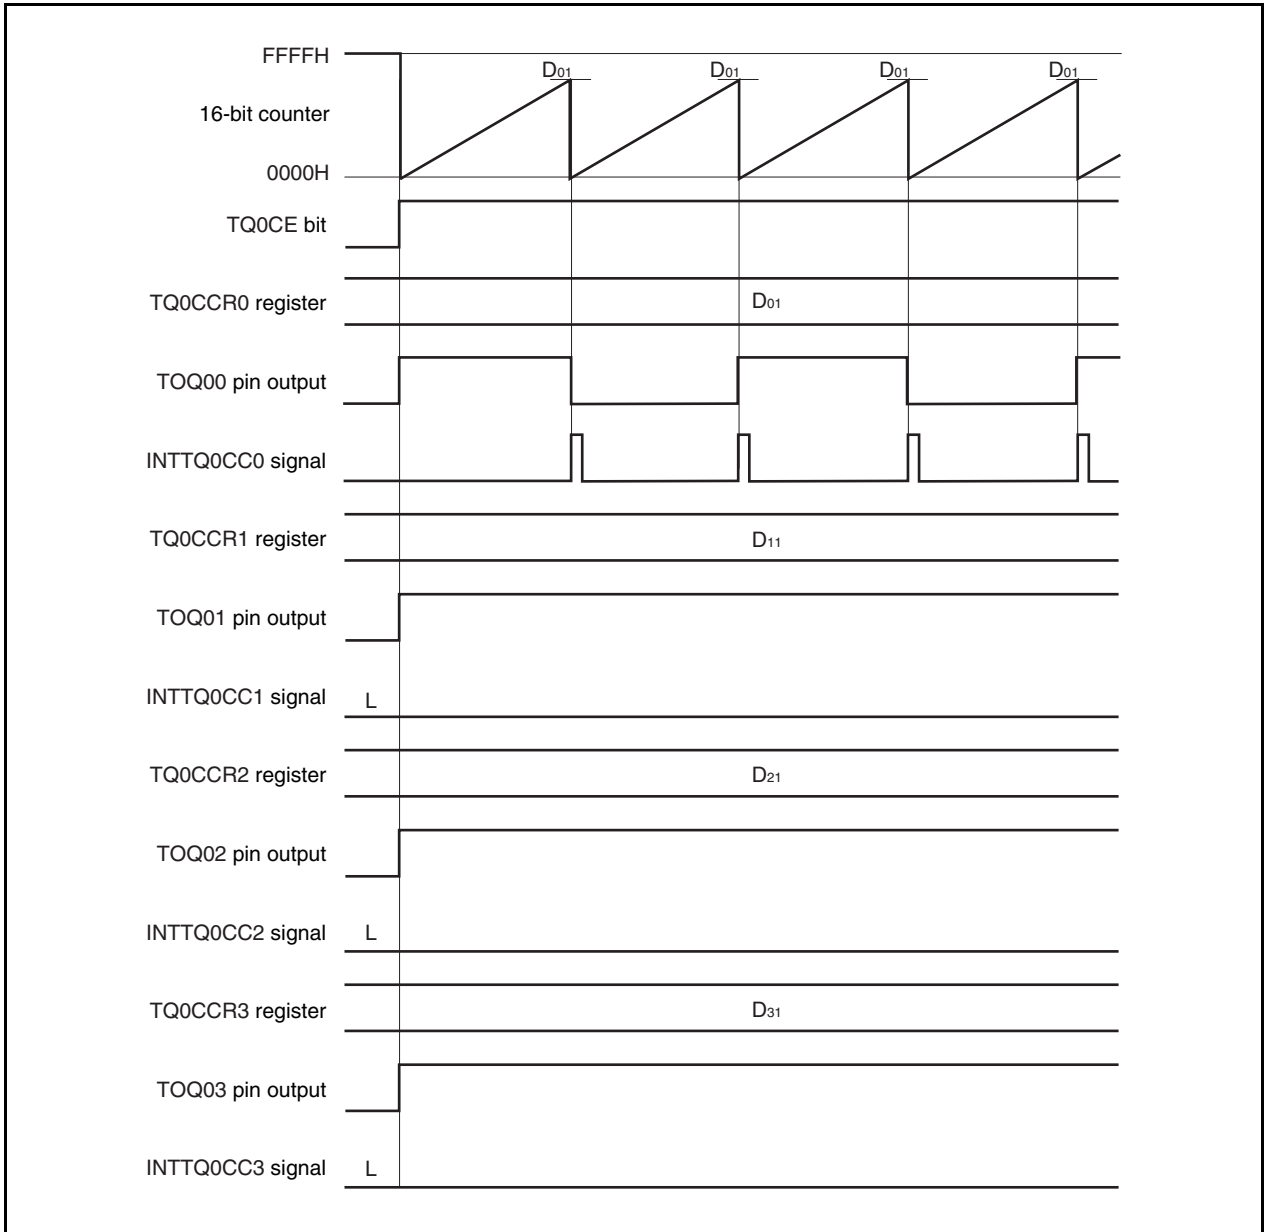 FFFFH
D01 D01 D01 D01
16-bit counter
0000H
TQ0CE bit
TQ0CCR0 register D01
TOQ00 pin output
INTTQ0CC0 signal
TQ0CCR1 register D11
TOQ01 pin output
INTTQ0CC1 signal L
TQ0CCR2 register D21
TOQ02 pin output
INTTQ0CC2 signal L
TQ0CCR3 register D31
TOQ03 pin output
INTTQ0CC3 signal L